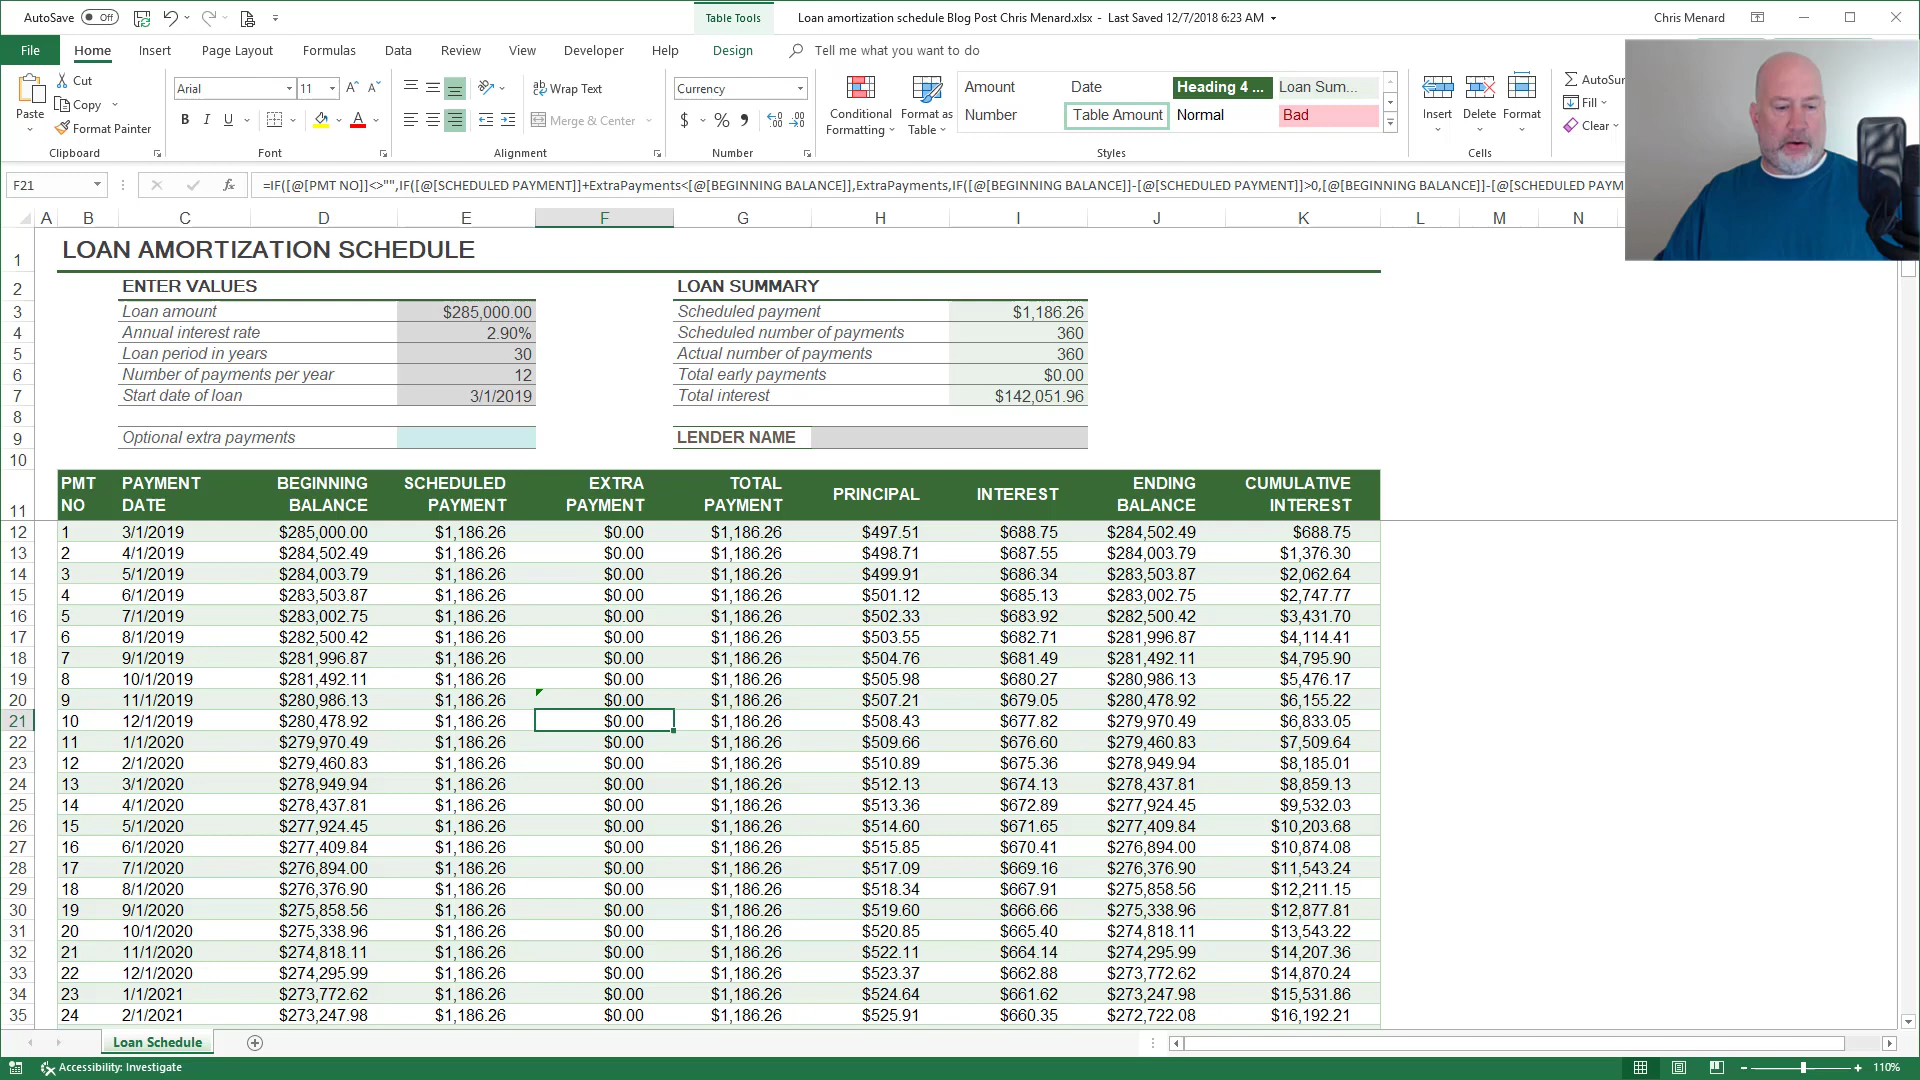 AutoSave Off Table Tools Loan amortization schedule Blog Post Chris Menard.xlsx - Last Saved 12/7/2018 6:23 AM Chris Menard
File Home Insert Page Layout Formulas Data Review View Developer Help Design Tell me what you want to do
Cut
Copy
Format Painter
Paste
Clipboard
Arial 11
B I U
Font
Wrap Text
Merge & Center
Alignment
Currency
$ % ,
Number
Conditional Formatting
Format as Table
Amount Date Heading 4 ... Loan Sum...
Number Table Amount Normal Bad
Styles
Insert Delete Format
Cells
AutoSum
Fill
Clear
F21 fx =IF([@[PMT NO]]<>"",IF([@[SCHEDULED PAYMENT]]+ExtraPayments<[@[BEGINNING BALANCE]],ExtraPayments,IF([@[BEGINNING BALANCE]]-[@[SCHEDULED PAYMENT]]>0,[@[BEGINNING BALANCE]]-[@[SCHEDULED PAYM
A B C D E F G H I J K L M N
1 LOAN AMORTIZATION SCHEDULE
2 ENTER VALUES LOAN SUMMARY
3 Loan amount $285,000.00 Scheduled payment $1,186.26
4 Annual interest rate 2.90% Scheduled number of payments 360
5 Loan period in years 30 Actual number of payments 360
6 Number of payments per year 12 Total early payments $0.00
7 Start date of loan 3/1/2019 Total interest $142,051.96
8
9 Optional extra payments LENDER NAME
10
11 PMT NO PAYMENT DATE BEGINNING BALANCE SCHEDULED PAYMENT EXTRA PAYMENT TOTAL PAYMENT PRINCIPAL INTEREST ENDING BALANCE CUMULATIVE INTEREST
12 1 3/1/2019 $285,000.00 $1,186.26 $0.00 $1,186.26 $497.51 $688.75 $284,502.49 $688.75
13 2 4/1/2019 $284,502.49 $1,186.26 $0.00 $1,186.26 $498.71 $687.55 $284,003.79 $1,376.30
14 3 5/1/2019 $284,003.79 $1,186.26 $0.00 $1,186.26 $499.91 $686.34 $283,503.87 $2,062.64
15 4 6/1/2019 $283,503.87 $1,186.26 $0.00 $1,186.26 $501.12 $685.13 $283,002.75 $2,747.77
16 5 7/1/2019 $283,002.75 $1,186.26 $0.00 $1,186.26 $502.33 $683.92 $282,500.42 $3,431.70
17 6 8/1/2019 $282,500.42 $1,186.26 $0.00 $1,186.26 $503.55 $682.71 $281,996.87 $4,114.41
18 7 9/1/2019 $281,996.87 $1,186.26 $0.00 $1,186.26 $504.76 $681.49 $281,492.11 $4,795.90
19 8 10/1/2019 $281,492.11 $1,186.26 $0.00 $1,186.26 $505.98 $680.27 $280,986.13 $5,476.17
20 9 11/1/2019 $280,986.13 $1,186.26 $0.00 $1,186.26 $507.21 $679.05 $280,478.92 $6,155.22
21 10 12/1/2019 $280,478.92 $1,186.26 $0.00 $1,186.26 $508.43 $677.82 $279,970.49 $6,833.05
22 11 1/1/2020 $279,970.49 $1,186.26 $0.00 $1,186.26 $509.66 $676.60 $279,460.83 $7,509.64
23 12 2/1/2020 $279,460.83 $1,186.26 $0.00 $1,186.26 $510.89 $675.36 $278,949.94 $8,185.01
24 13 3/1/2020 $278,949.94 $1,186.26 $0.00 $1,186.26 $512.13 $674.13 $278,437.81 $8,859.13
25 14 4/1/2020 $278,437.81 $1,186.26 $0.00 $1,186.26 $513.36 $672.89 $277,924.45 $9,532.03
26 15 5/1/2020 $277,924.45 $1,186.26 $0.00 $1,186.26 $514.60 $671.65 $277,409.84 $10,203.68
27 16 6/1/2020 $277,409.84 $1,186.26 $0.00 $1,186.26 $515.85 $670.41 $276,894.00 $10,874.08
28 17 7/1/2020 $276,894.00 $1,186.26 $0.00 $1,186.26 $517.09 $669.16 $276,376.90 $11,543.24
29 18 8/1/2020 $276,376.90 $1,186.26 $0.00 $1,186.26 $518.34 $667.91 $275,858.56 $12,211.15
30 19 9/1/2020 $275,858.56 $1,186.26 $0.00 $1,186.26 $519.60 $666.66 $275,338.96 $12,877.81
31 20 10/1/2020 $275,338.96 $1,186.26 $0.00 $1,186.26 $520.85 $665.40 $274,818.11 $13,543.22
32 21 11/1/2020 $274,818.11 $1,186.26 $0.00 $1,186.26 $522.11 $664.14 $274,295.99 $14,207.36
33 22 12/1/2020 $274,295.99 $1,186.26 $0.00 $1,186.26 $523.37 $662.88 $273,772.62 $14,870.24
34 23 1/1/2021 $273,772.62 $1,186.26 $0.00 $1,186.26 $524.64 $661.62 $273,247.98 $15,531.86
35 24 2/1/2021 $273,247.98 $1,186.26 $0.00 $1,186.26 $525.91 $660.35 $272,722.08 $16,192.21
Loan Schedule
Accessibility: Investigate 110%